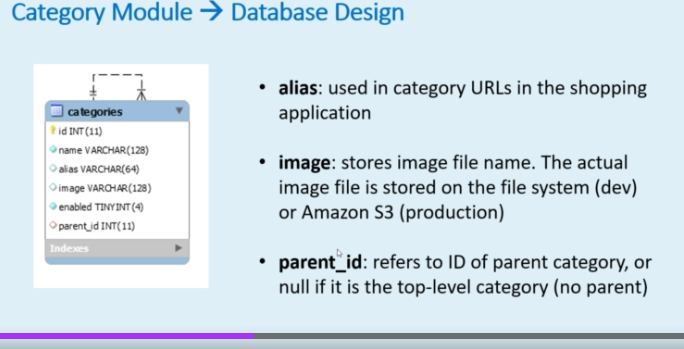 Category Module → Database Design
categories
id INT(11)
name VARCHAR(128)
alias VARCHAR(64)
image VARCHAR(128)
enabled TINYINT(4)
parent_id INT(11)
Indexes
• alias: used in category URLs in the shopping
application
• image: stores image file name. The actual
image file is stored on the file system (dev)
or Amazon S3 (production)
• parent_id: refers to ID of parent category, or
null if it is the top-level category (no parent)